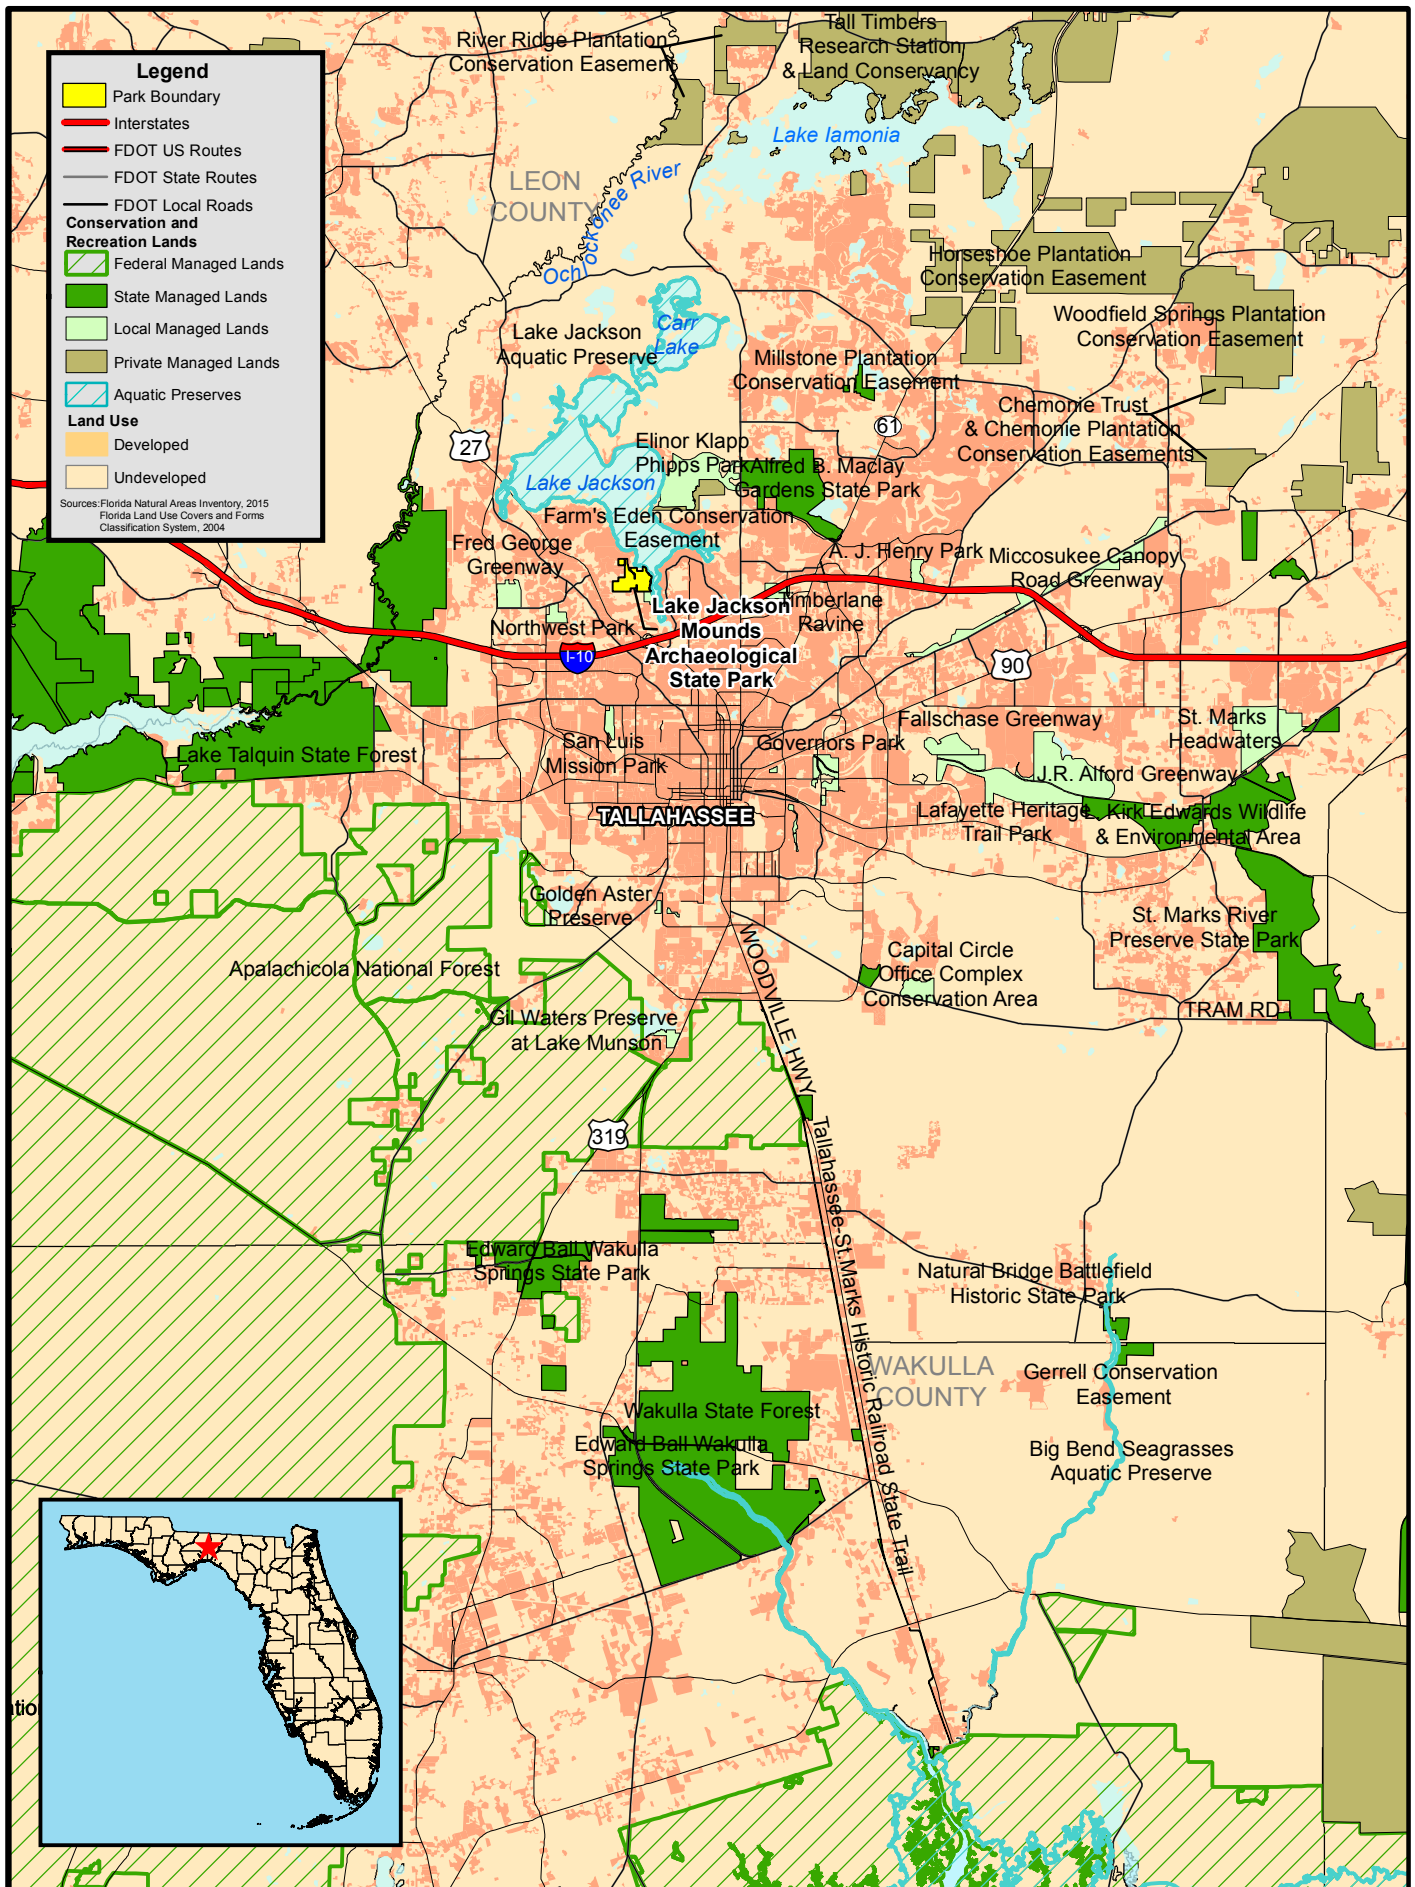 Legend
Park Boundary
Interstates
FDOT US Routes
FDOT State Routes
FDOT Local Roads
Conservation and
Recreation Lands
Federal Managed Lands
State Managed Lands
Local Managed Lands
Private Managed Lands
Aquatic Preserves
Land Use
Developed
Undeveloped
Sources:Florida Natural Areas Inventory, 2015
Florida Land Use Covers and Forms
Classification System, 2004
River Ridge Plantation
Conservation Easement
Tall Timbers
Research Station
& Land Conservancy
Lake Iamonia
LEON
COUNTY
Ochlockonee River
Horseshoe Plantation
Conservation Easement
Woodfield Springs Plantation
Conservation Easement
Lake Jackson
Aquatic Preserve
Carr
Lake
Millstone Plantation
Conservation Easement
Chemonie Trust
& Chemonie Plantation
Conservation Easements
61
27
Elinor Klapp
Phipps Park
Alfred B. Maclay
Gardens State Park
Lake Jackson
Farm's Eden Conservation
Easement
Fred George
Greenway
A. J. Henry Park
Miccosukee Canopy
Road Greenway
Timberlane
Ravine
Lake Jackson
Mounds
Archaeological
State Park
Northwest Park
I-10
90
Fallschase Greenway
St. Marks
Headwaters
San Luis
Mission Park
Governors Park
Lake Talquin State Forest
J.R. Alford Greenway
TALLAHASSEE
Lafayette Heritage
Trail Park
L. Kirk Edwards Wildlife
& Environmental Area
Golden Aster
Preserve
St. Marks River
Preserve State Park
Capital Circle
Office Complex
Conservation Area
Apalachicola National Forest
WOODVILLE HWY
TRAM RD
Gil Waters Preserve
at Lake Munson
319
Tallahassee-St. Marks Historic Railroad State Trail
Edward Ball Wakulla
Springs State Park
Natural Bridge Battlefield
Historic State Park
WAKULLA
COUNTY
Gerrell Conservation
Easement
Wakulla State Forest
Edward Ball Wakulla
Springs State Park
Big Bend Seagrasses
Aquatic Preserve